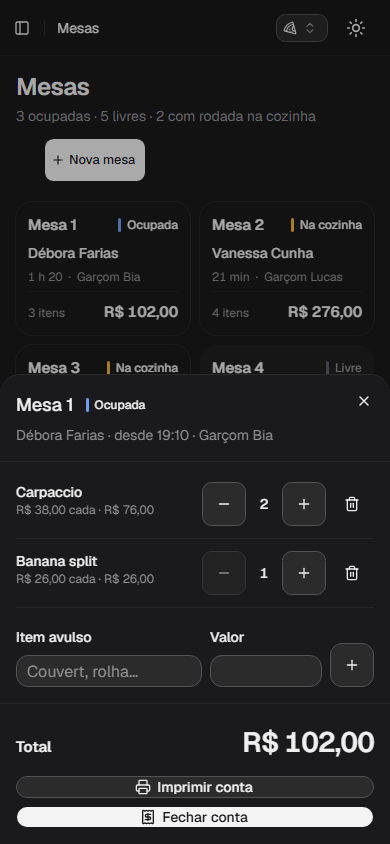 Mesas
Mesas
3 ocupadas · 5 livres · 2 com rodada na cozinha
+ Nova mesa
Mesa 1 Ocupada
Débora Farias
1 h 20 · Garçom Bia
3 itens R$ 102,00
Mesa 2 Na cozinha
Vanessa Cunha
21 min · Garçom Lucas
4 itens R$ 276,00
Mesa 3 Na cozinha
Mesa 4 Livre
Mesa 1 Ocupada
Débora Farias · desde 19:10 · Garçom Bia
Carpaccio
R$ 38,00 cada · R$ 76,00
− 2 +
Banana split
R$ 26,00 cada · R$ 26,00
− 1 +
Item avulso Valor
Couvert, rolha... +
Total R$ 102,00
Imprimir conta
Fechar conta